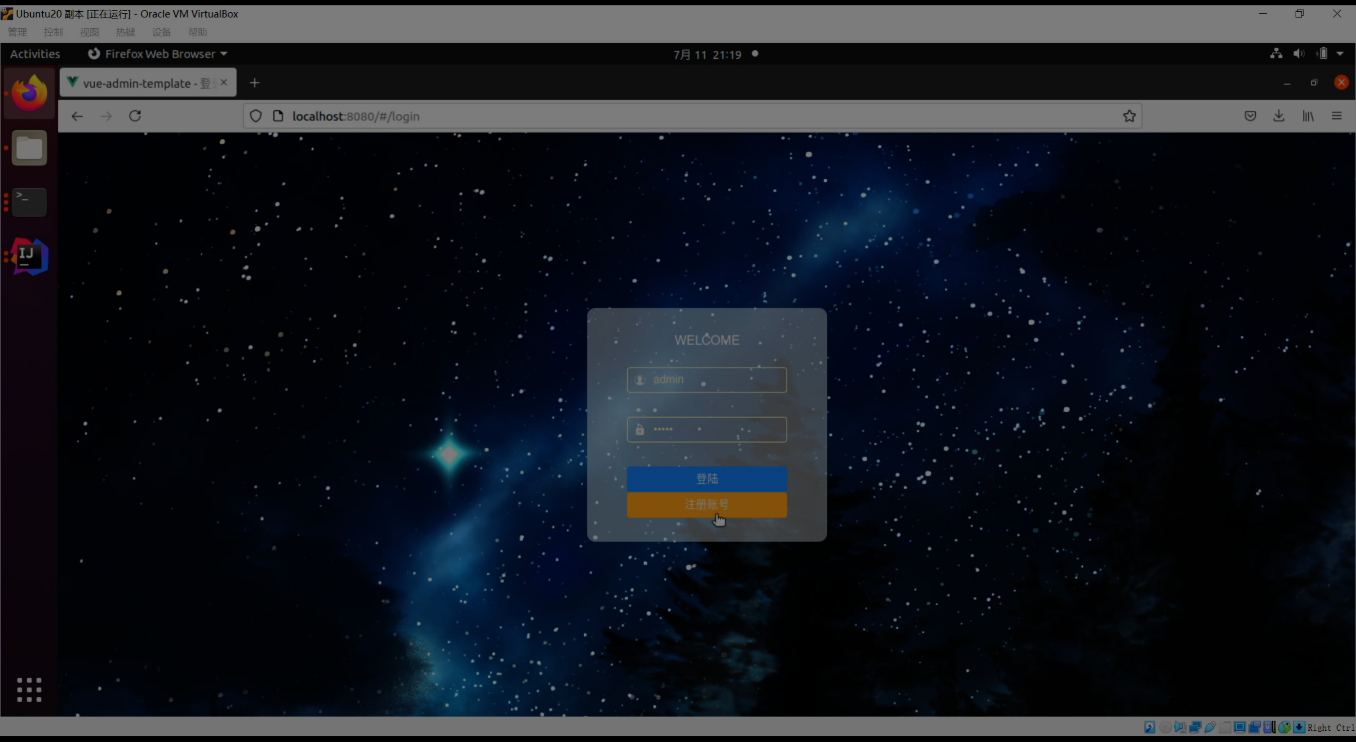 Ubuntu20 副本 [正在运行] - Oracle VM VirtualBox
管理 控制 视图 热键 设备 帮助
Activities Firefox Web Browser 7月 11 21:19
vue-admin-template - 登
localhost:8080/#/login
>_
IJ
WELCOME
admin
•••••
登陆
注册账号
Right Ctrl